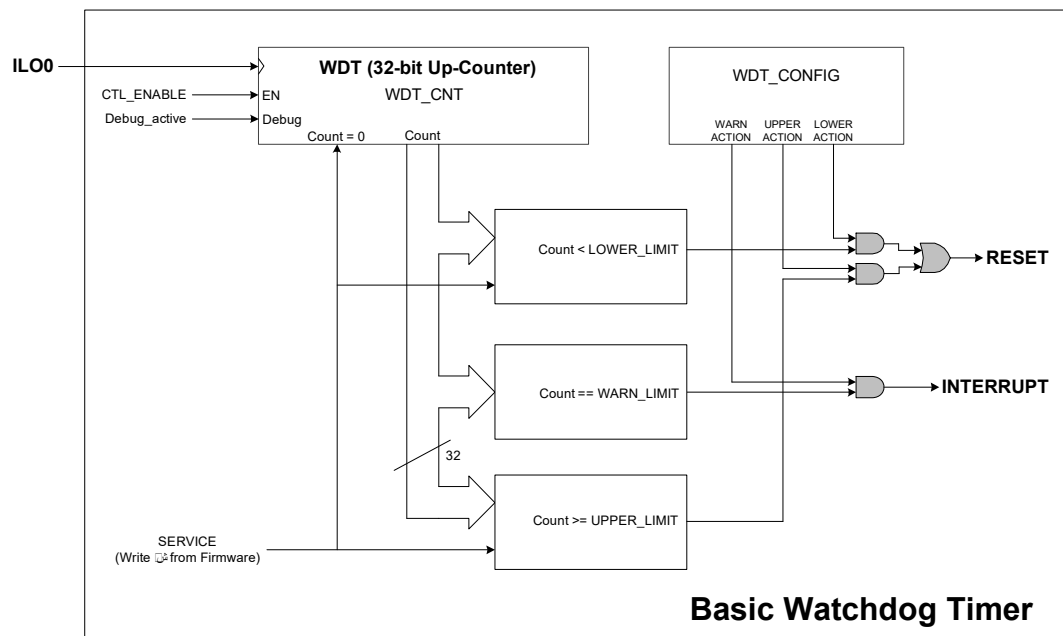 ILO0
WDT (32-bit Up-Counter)
WDT_CNT
CTL_ENABLE
EN
Debug_active
Debug
Count = 0
Count
WDT_CONFIG
WARN
ACTION
UPPER
ACTION
LOWER
ACTION
Count < LOWER_LIMIT
RESET
Count == WARN_LIMIT
INTERRUPT
32
Count >= UPPER_LIMIT
SERVICE
(Write from Firmware)
Basic Watchdog Timer